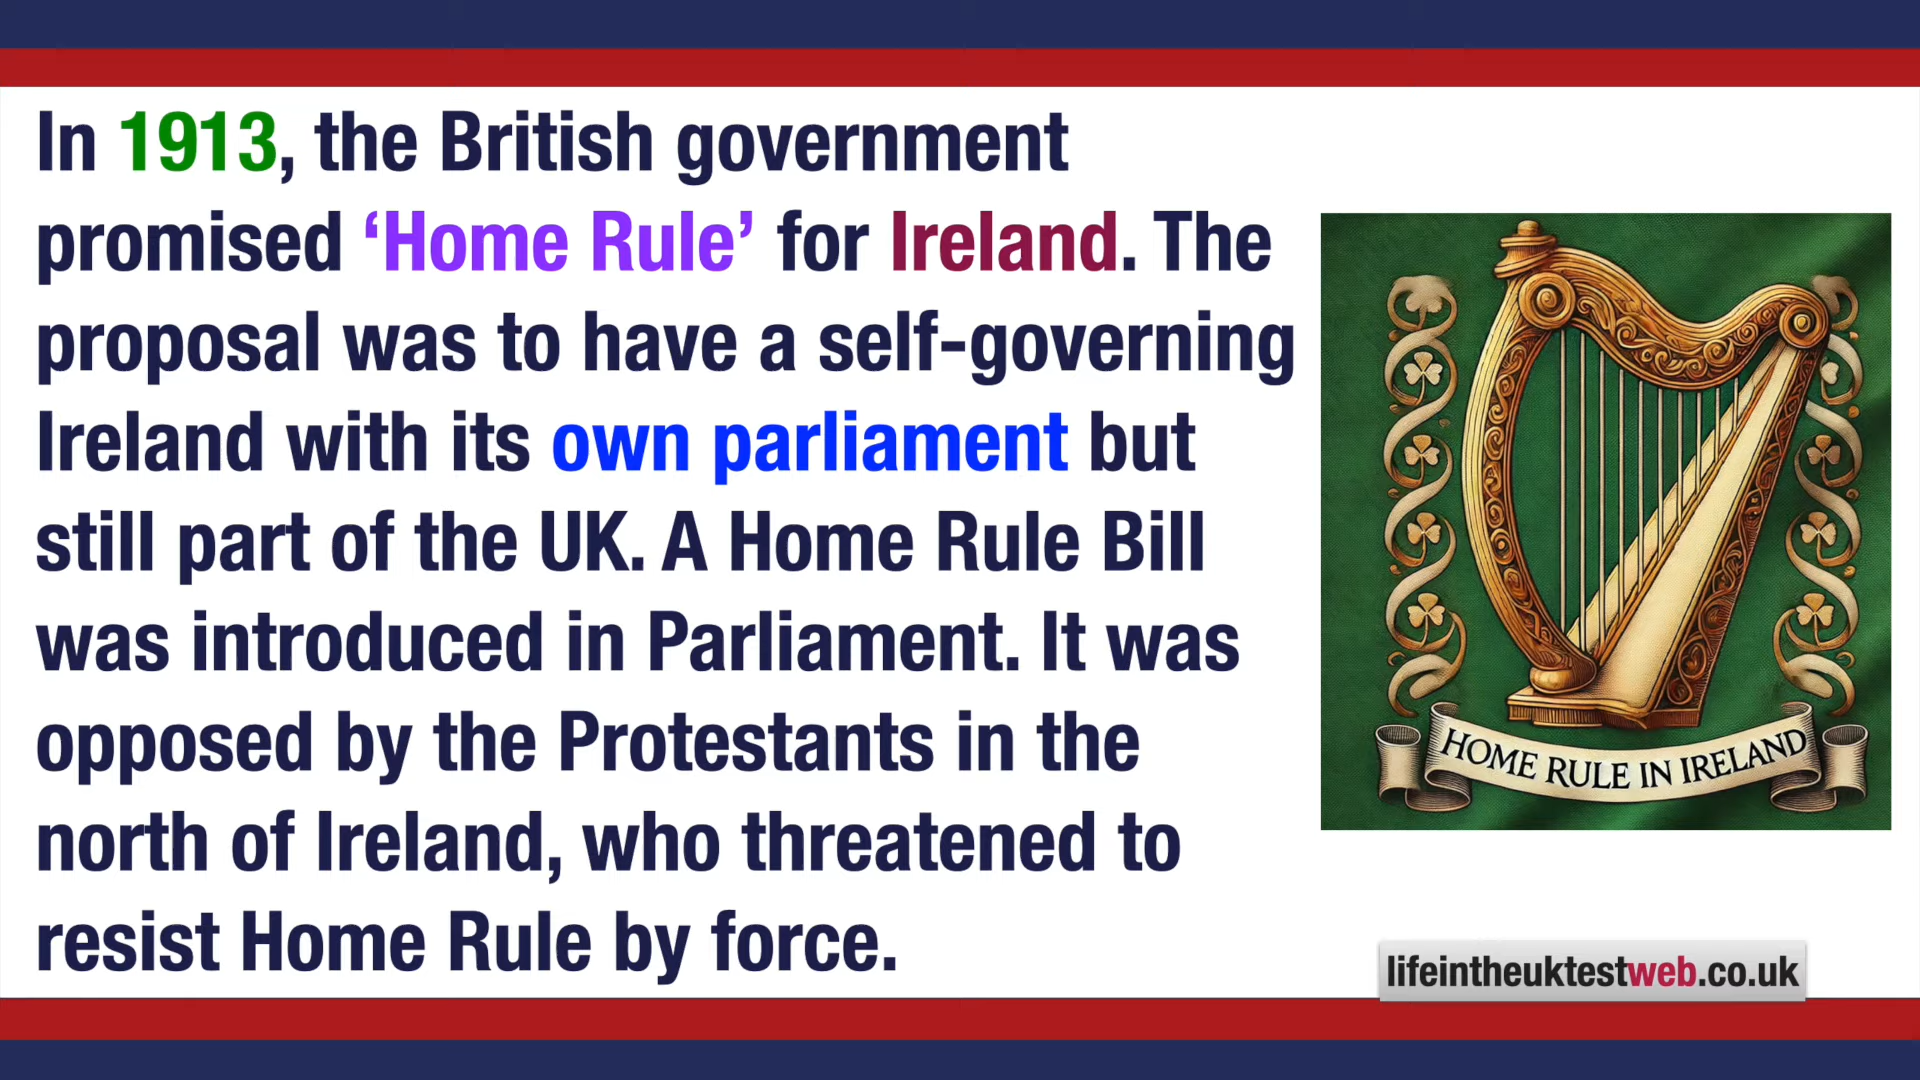 In 1913, the British government
promised ‘Home Rule’ for Ireland. The
proposal was to have a self-governing
Ireland with its own parliament but
still part of the UK. A Home Rule Bill
was introduced in Parliament. It was
opposed by the Protestants in the
north of Ireland, who threatened to
resist Home Rule by force.
HOME RULE IN IRELAND
lifeintheuktestweb.co.uk